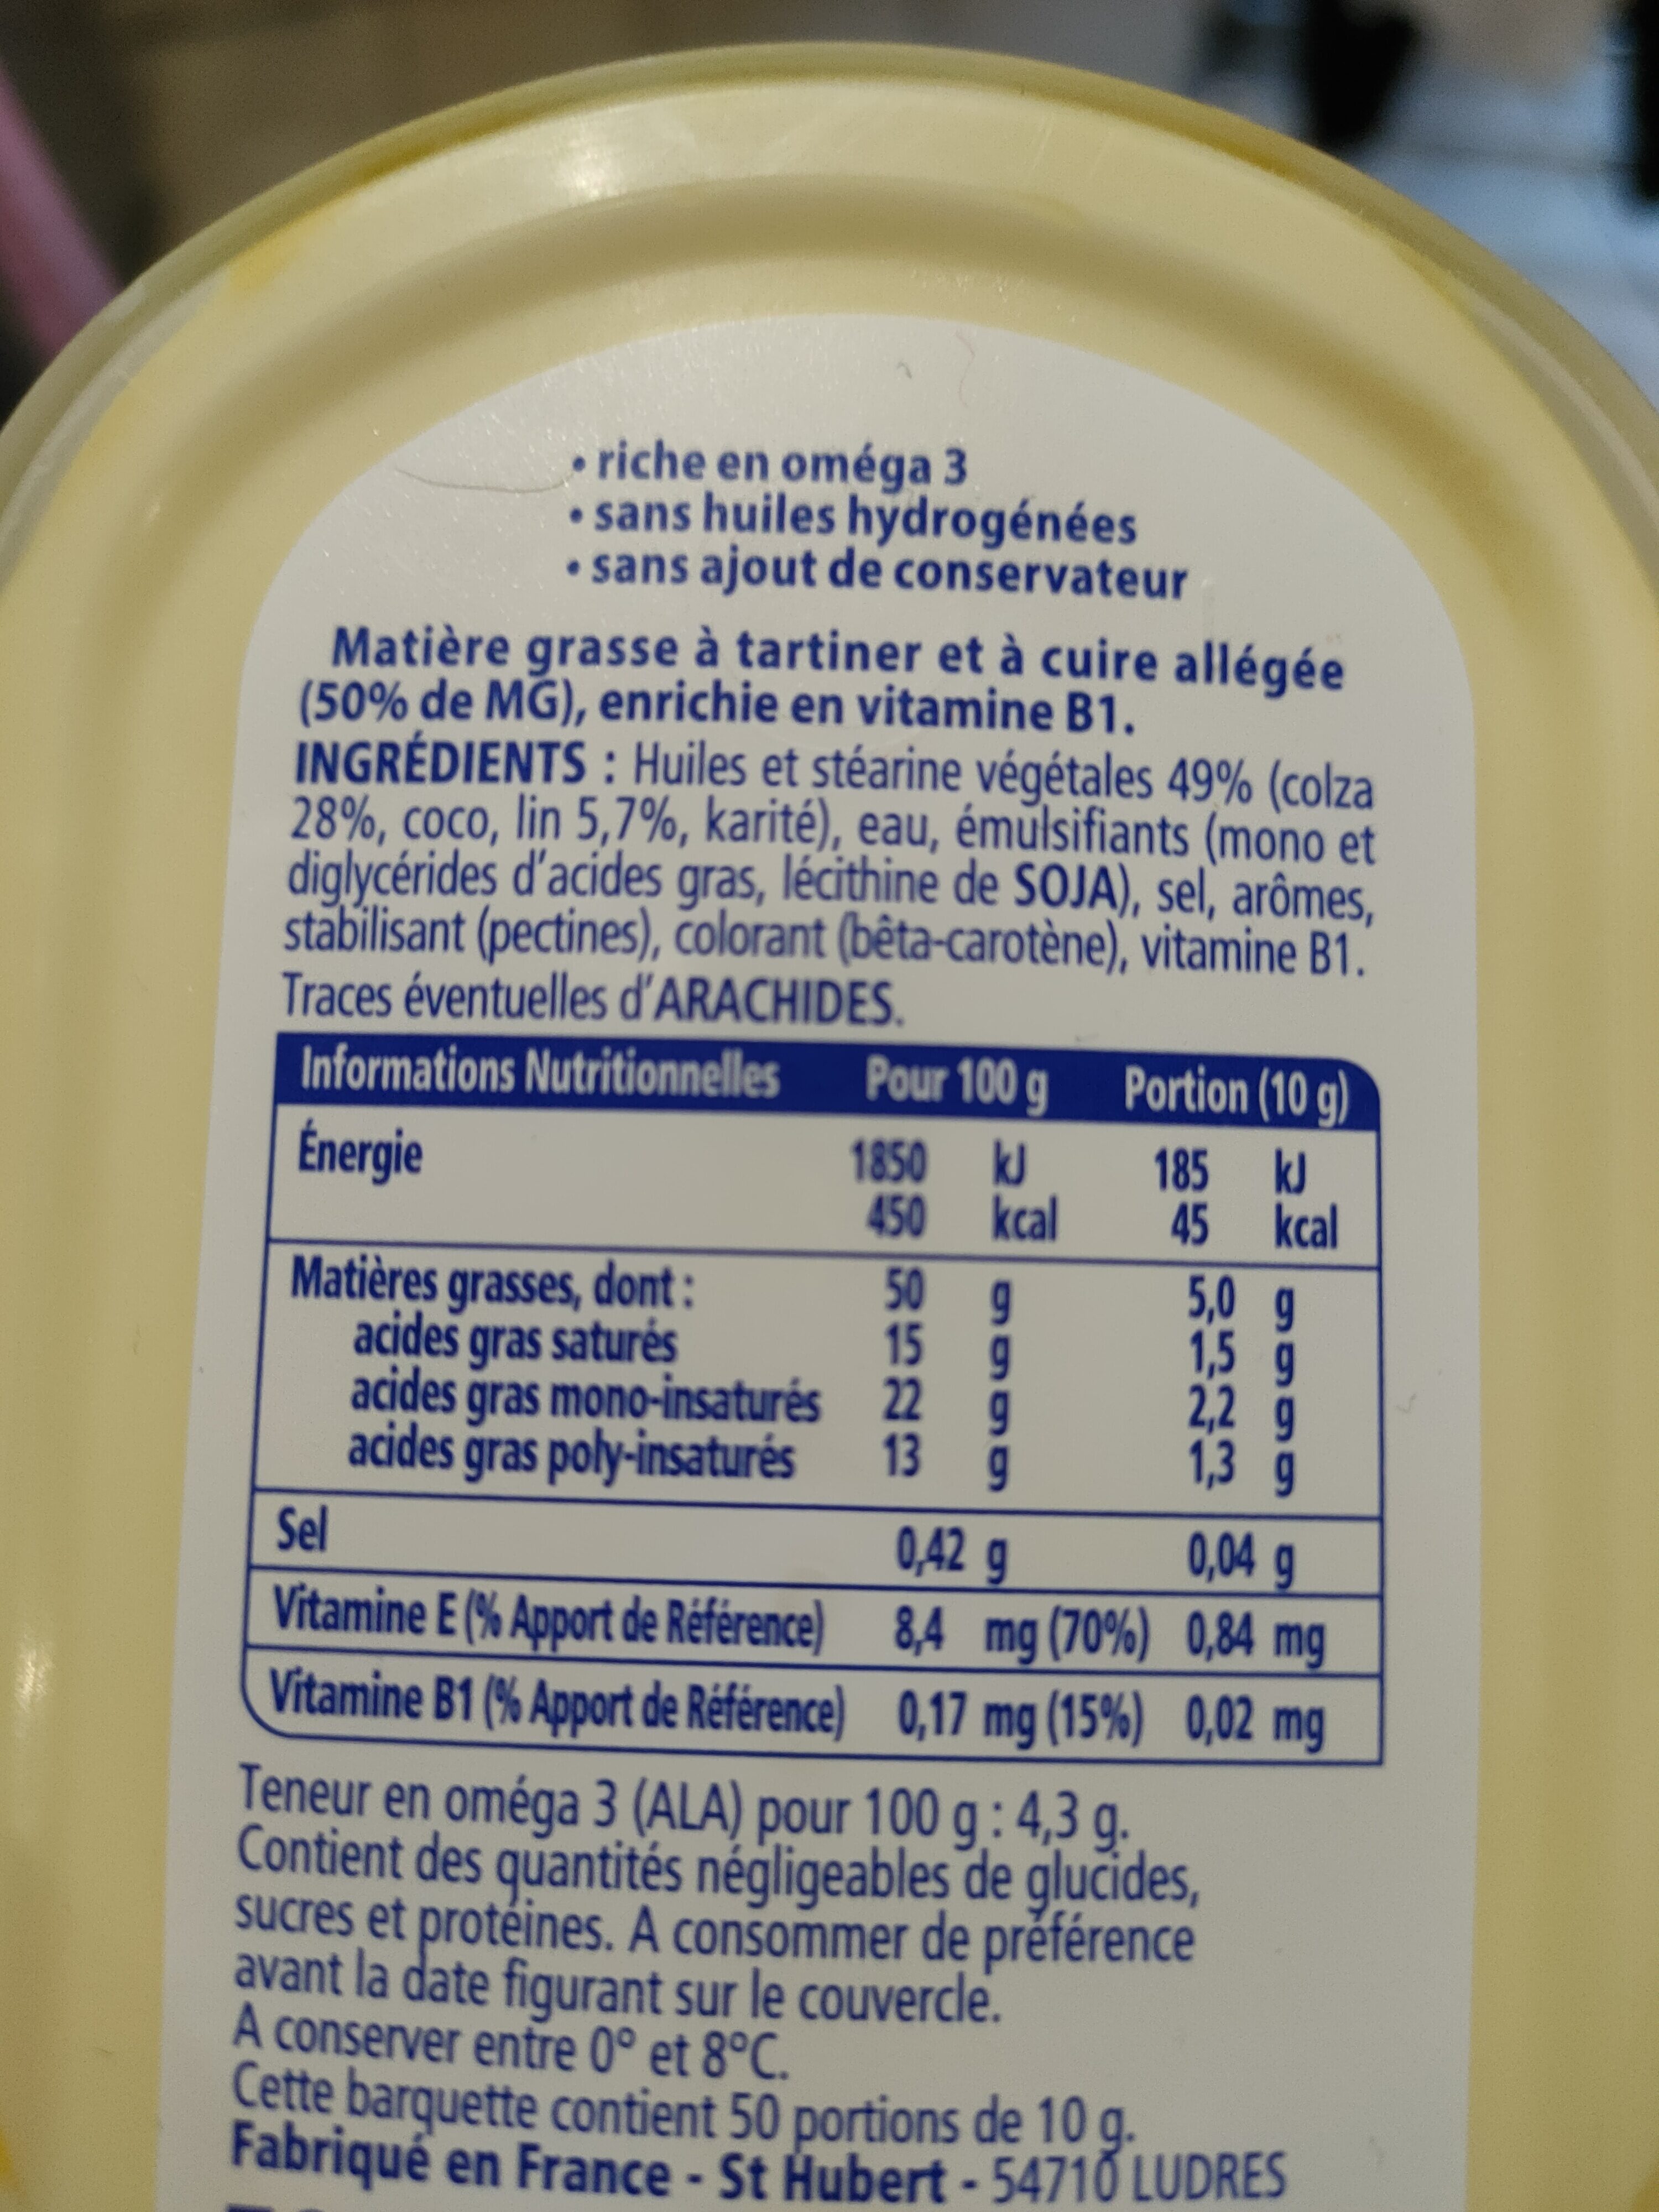 • riche en oméga 3
• sans huiles hydrogénées
• sans ajout de conservateur
Matière grasse à tartiner et à cuire allégée
(50% de MG), enrichie en vitamine B1.
INGRÉDIENTS : Huiles et stéarine végétales 49% (colza
28%, coco, lin 5,7%, karité), eau, émulsifiants (mono et
diglycérides d'acides gras, lécithine de SOJA), sel, arômes,
stabilisant (pectines), colorant (bêta-carotène), vitamine B1.
Traces éventuelles d'ARACHIDES.
Informations Nutritionnelles Pour 100 g Portion (10 g)
Énergie 1850 kJ 185 kJ
450 kcal 45 kcal
Matières grasses, dont : 50 g 5,0 g
acides gras saturés 15 g 1,5 g
acides gras mono-insaturés 22 g 2,2 g
acides gras poly-insaturés 13 g 1,3 g
Sel 0,42 g 0,04 g
Vitamine E (% Apport de Référence) 8,4 mg (70%) 0,84 mg
Vitamine B1 (% Apport de Référence) 0,17 mg (15%) 0,02 mg
Teneur en oméga 3 (ALA) pour 100 g : 4,3 g.
Contient des quantités négligeables de glucides,
sucres et protéines. A consommer de préférence
avant la date figurant sur le couvercle.
A conserver entre 0° et 8°C.
Cette barquette contient 50 portions de 10 g.
Fabriqué en France - St Hubert - 54710 LUDRES